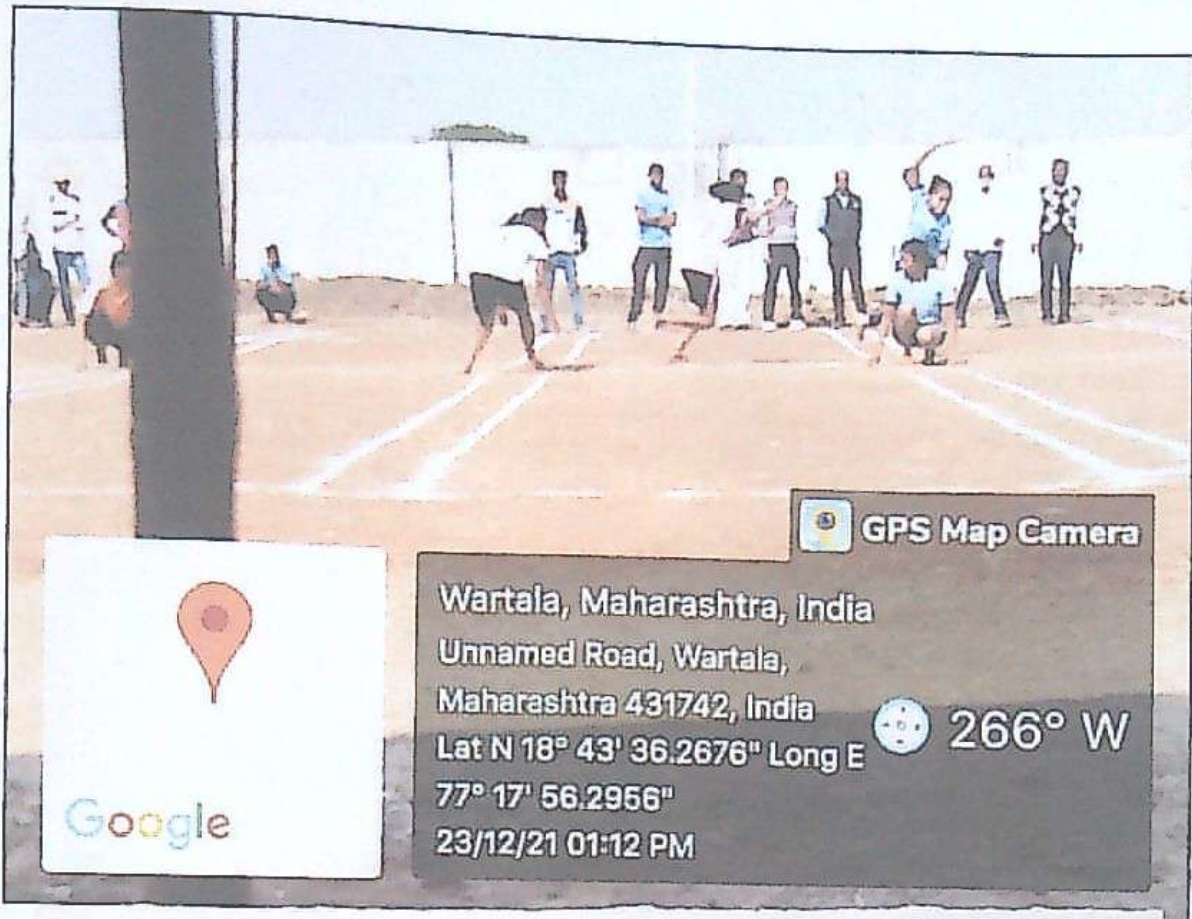 GPS Map Camera
Wartala, Maharashtra, India
Unnamed Road, Wartala,
Maharashtra 431742, India
Lat N 18° 43' 36.2676" Long E
77° 17' 56.2956"
23/12/21 01:12 PM
266° W
Google